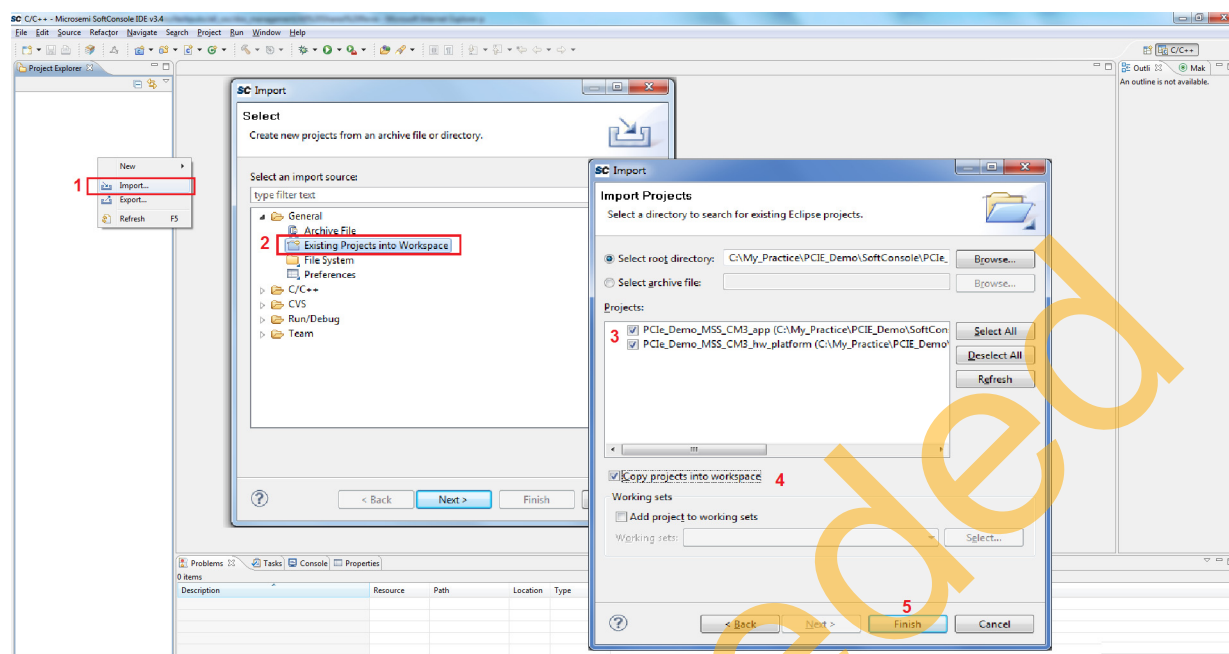 SC C/C++ - Microsemi SoftConsole IDE v3.4
File Edit Source Refactor Navigate Search Project Run Window Help
C/C++
Project Explorer
Outli
Mak
An outline is not available.
New
1
Import...
Export...
Refresh F5
SC Import
Select
Create new projects from an archive file or directory.
Select an import source:
type filter text
General
Archive File
2
Existing Projects into Workspace
File System
Preferences
C/C++
CVS
Run/Debug
Team
? < Back Next > Finish
SC Import
Import Projects
Select a directory to search for existing Eclipse projects.
Select root directory: C:\My_Practice\PCIE_Demo\SoftConsole\PCIe_ Browse...
Select archive file: Browse...
Projects:
3
PCIe_Demo_MSS_CM3_app (C:\My_Practice\PCIE_Demo\SoftCon
PCIe_Demo_MSS_CM3_hw_platform (C:\My_Practice\PCIE_Demo\
Select All
Deselect All
Refresh
Copy projects into workspace 4
Working sets
Add project to working sets
Working sets: Select...
5
? < Back Next > Finish Cancel
Problems Tasks Console Properties
0 items
Description Resource Path Location Type
ded